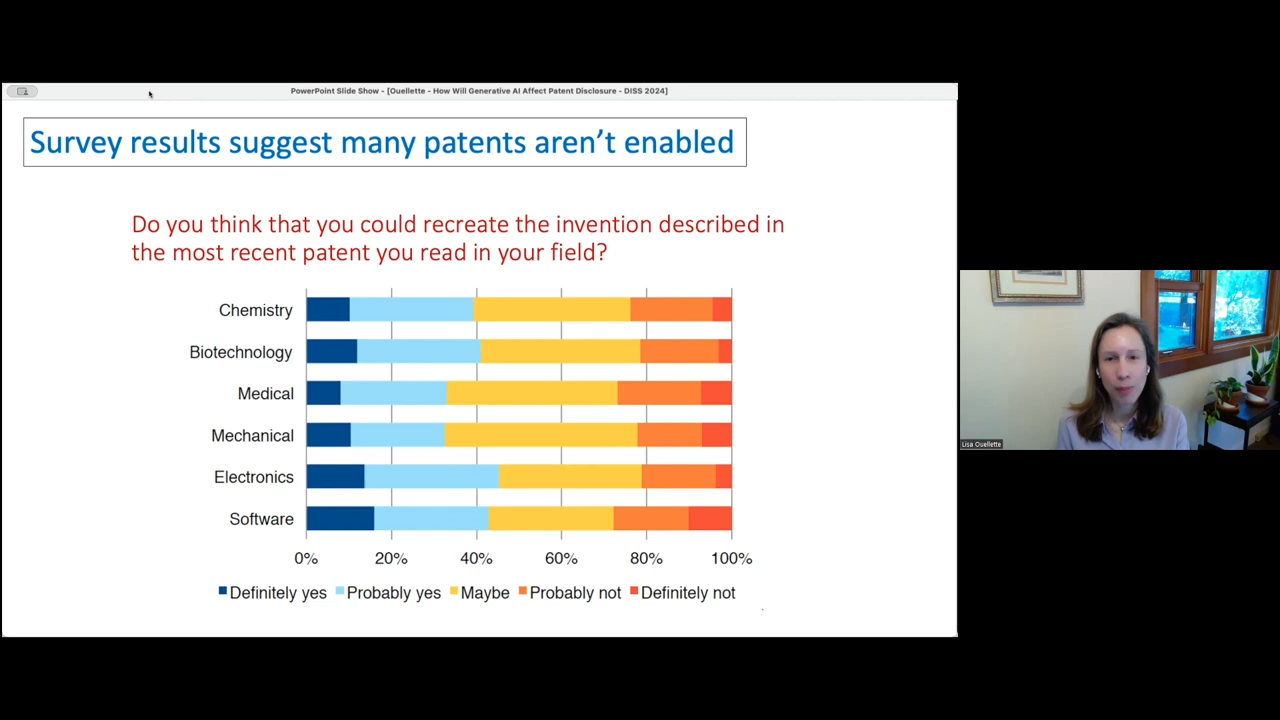 PowerPoint Slide Show - [Ouellette - How Will Generative AI Affect Patent Disclosure - DISS 2024]
Survey results suggest many patents aren’t enabled
Do you think that you could recreate the invention described in
the most recent patent you read in your field?
Chemistry
Biotechnology
Medical
Mechanical
Electronics
Software
0% 20% 40% 60% 80% 100%
Definitely yes Probably yes Maybe Probably not Definitely not
Lisa Ouellette